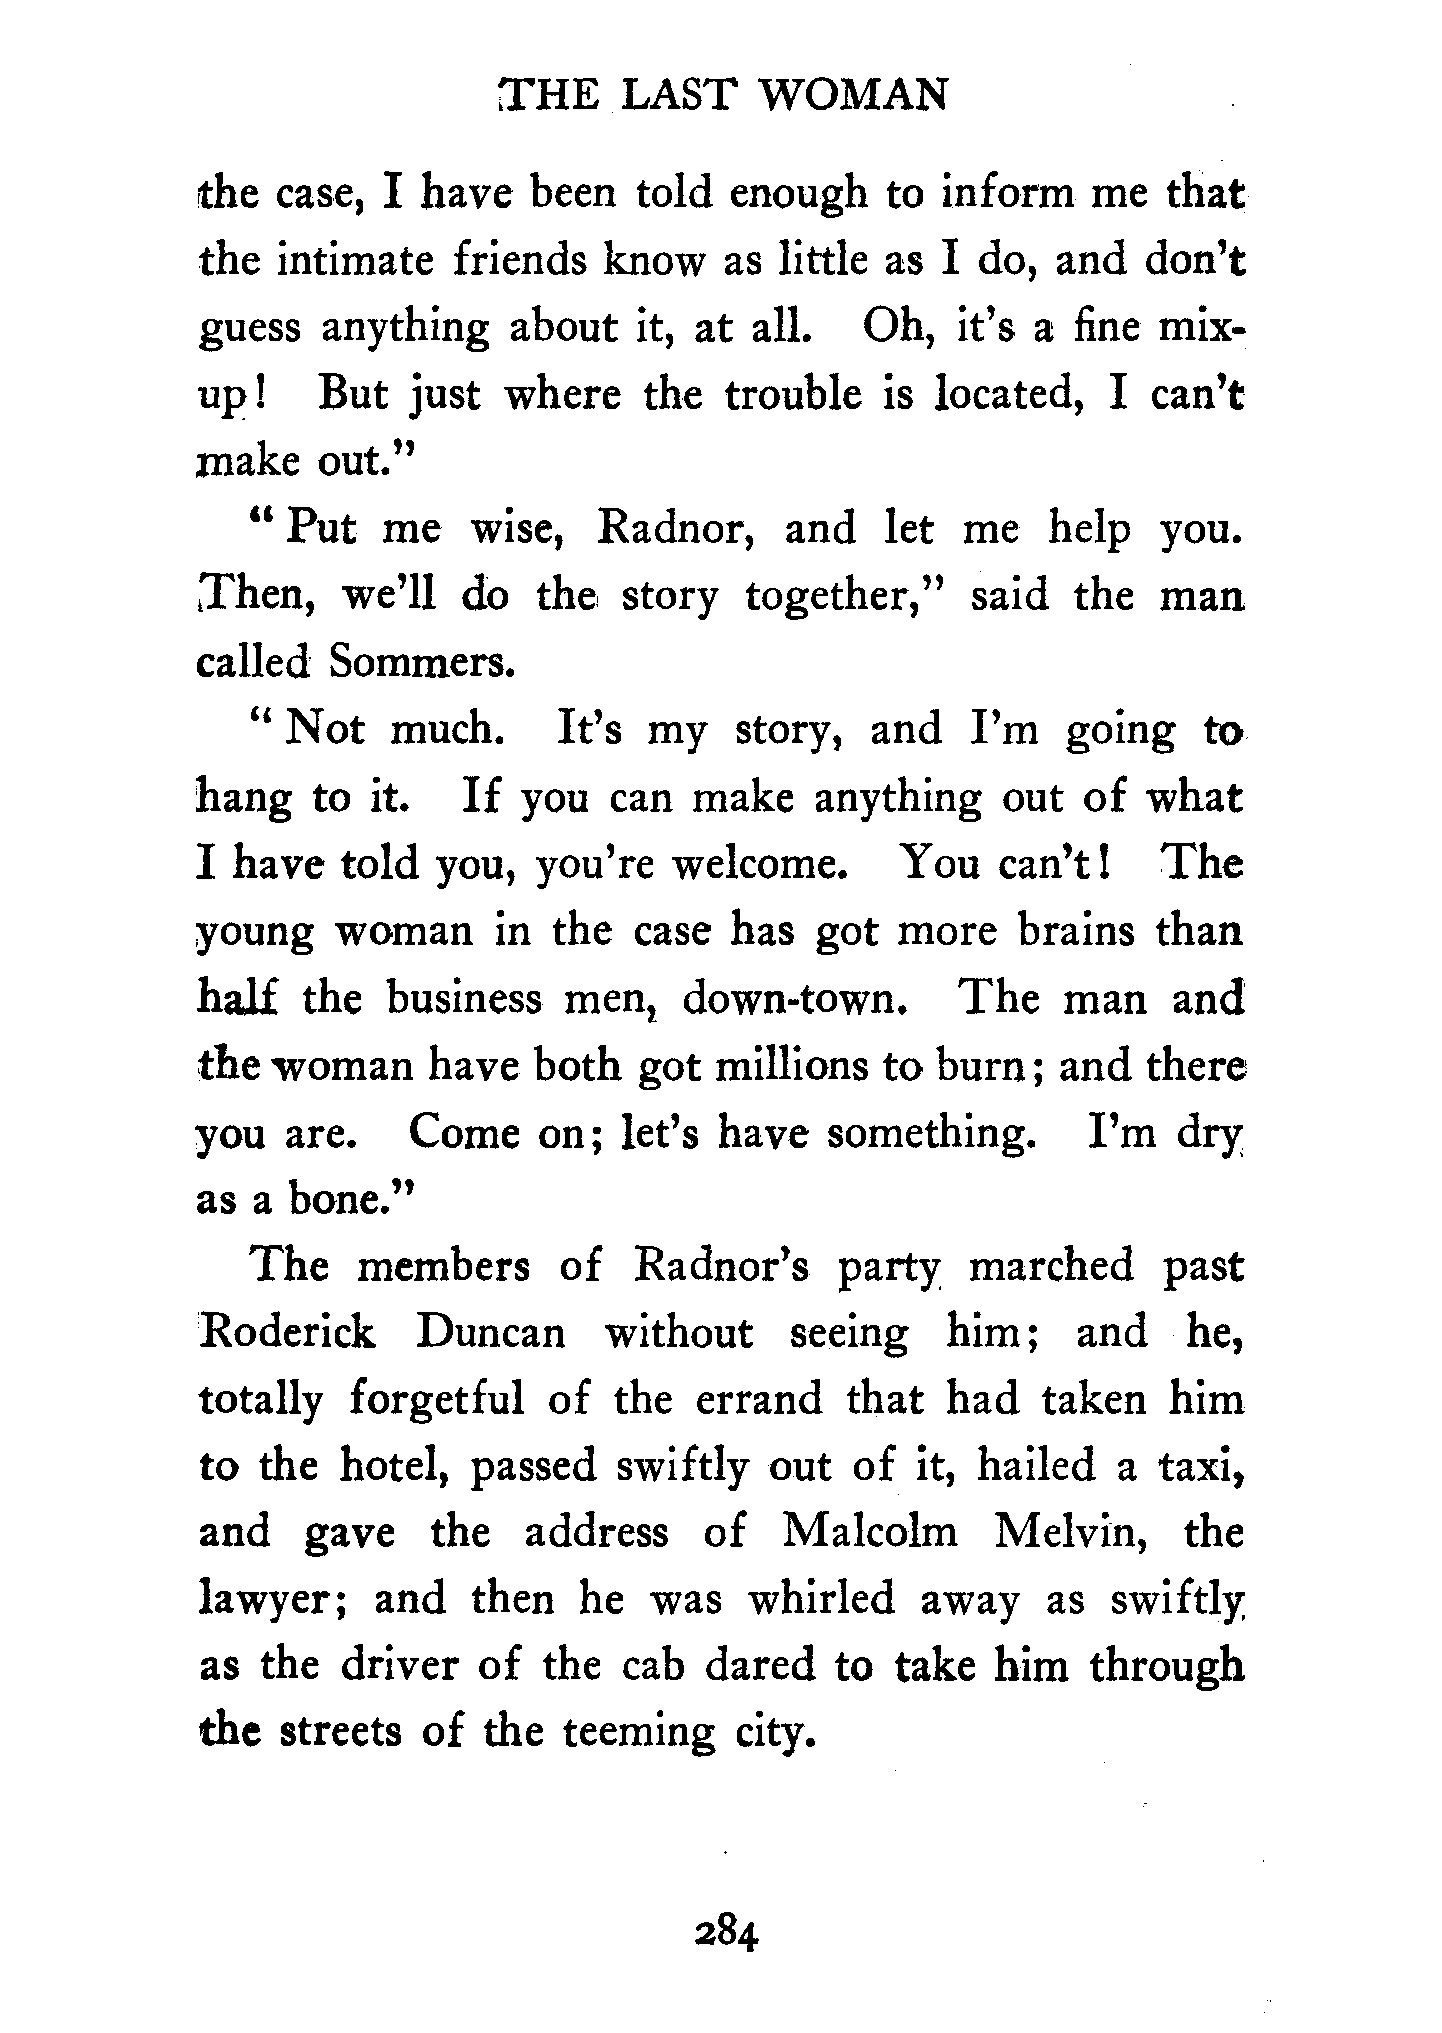 THE LAST WOMAN
the case, I have been told enough to inform me that
the intimate friends know as little as I do, and don't
guess anything about it, at all. Oh, it's a fine mix-
up! But just where the trouble is located, I can't
make out."
"Put me wise, Radnor, and let me help you.
Then, we'll do the story together," said the man
called Sommers.
"Not much. It's my story, and I'm going to
hang to it. If you can make anything out of what
I have told you, you're welcome. You can't! The
young woman in the case has got more brains than
half the business men, down-town. The man and
the woman have both got millions to burn; and there
you are. Come on; let's have something. I'm dry
as a bone."
The members of Radnor's party marched past
Roderick Duncan without seeing him; and he,
totally forgetful of the errand that had taken him
to the hotel, passed swiftly out of it, hailed a taxi,
and gave the address of Malcolm Melvin, the
lawyer; and then he was whirled away as swiftly
as the driver of the cab dared to take him through
the streets of the teeming city.
284